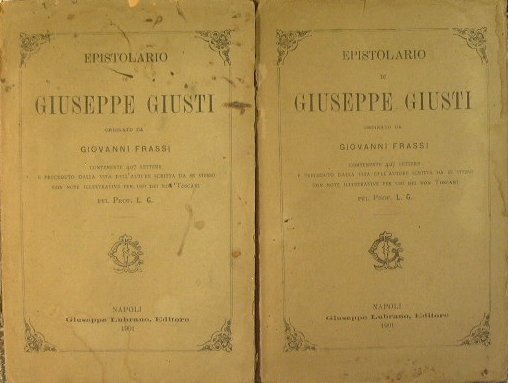 EPISTOLARIO
DI
GIUSEPPE GIUSTI
ORDINATO DA
GIOVANNI FRASSI
CONTENENTE 407 LETTERE
E PRECEDUTO DALLA VITA DELL'AUTORE SCRITTA DA SÈ STESSO
CON NOTE ILLUSTRATIVE PER USO DEI NON TOSCANI
PEL PROF. L. G.
NAPOLI
Giuseppe Lubrano, Editore
1901
EPISTOLARIO
DI
GIUSEPPE GIUSTI
ORDINATO DA
GIOVANNI FRASSI
CONTENENTE 407 LETTERE
E PRECEDUTO DALLA VITA DELL'AUTORE SCRITTA DA SÈ STESSO
CON NOTE ILLUSTRATIVE PER USO DEI NON TOSCANI
PEL PROF. L. G.
NAPOLI
Giuseppe Lubrano, Editore
1901